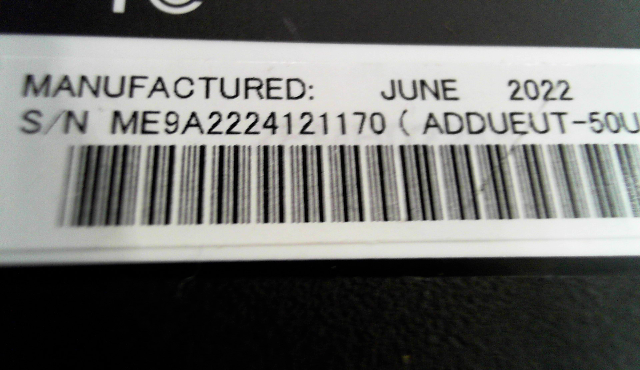 MANUFACTURED: JUNE 2022
S/N ME9A2224121170 ( ADDUEUT-50U